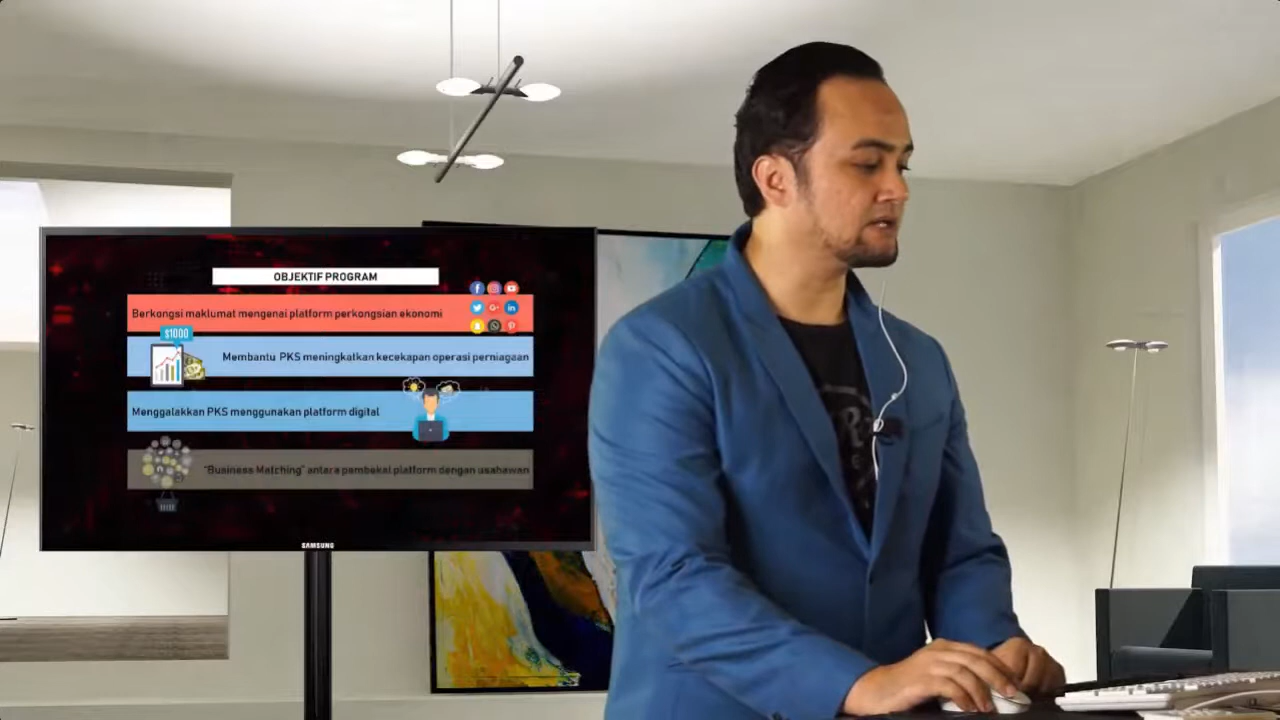 OBJEKTIF PROGRAM
Berkongsi maklumat mengenai platform perkongsian ekonomi
$1000
Membantu PKS meningkatkan kecekapan operasi perniagaan
Menggalakkan PKS menggunakan platform digital
"Business Matching" antara pembekal platform dengan usahawan
SAMSUNG